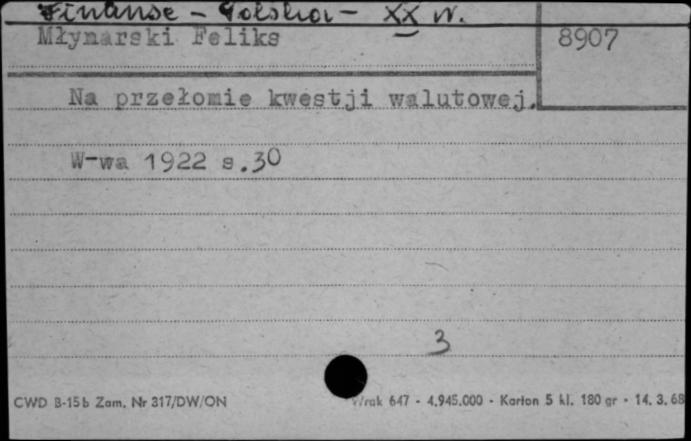 Finanse - Polska - XX w.
Młynarski Feliks
8907
Na przełomie kwestji walutowej.
W-wa 1922 s.30
3
CWD B-15b Zam. Nr 317/DW/ON
Wrak 647 - 4.945.000 - Karton 5 kl. 180 gr - 14. 3. 68